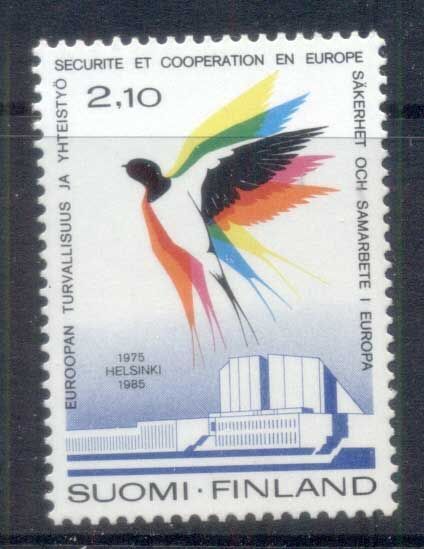 SECURITE ET COOPERATION EN EUROPE
2,10
EUROOPAN TURVALLISUUS JA YHTEISTYÖ
SÄKERHET OCH SAMARBETE I EUROPA
1975
HELSINKI
1985
SUOMI·FINLAND